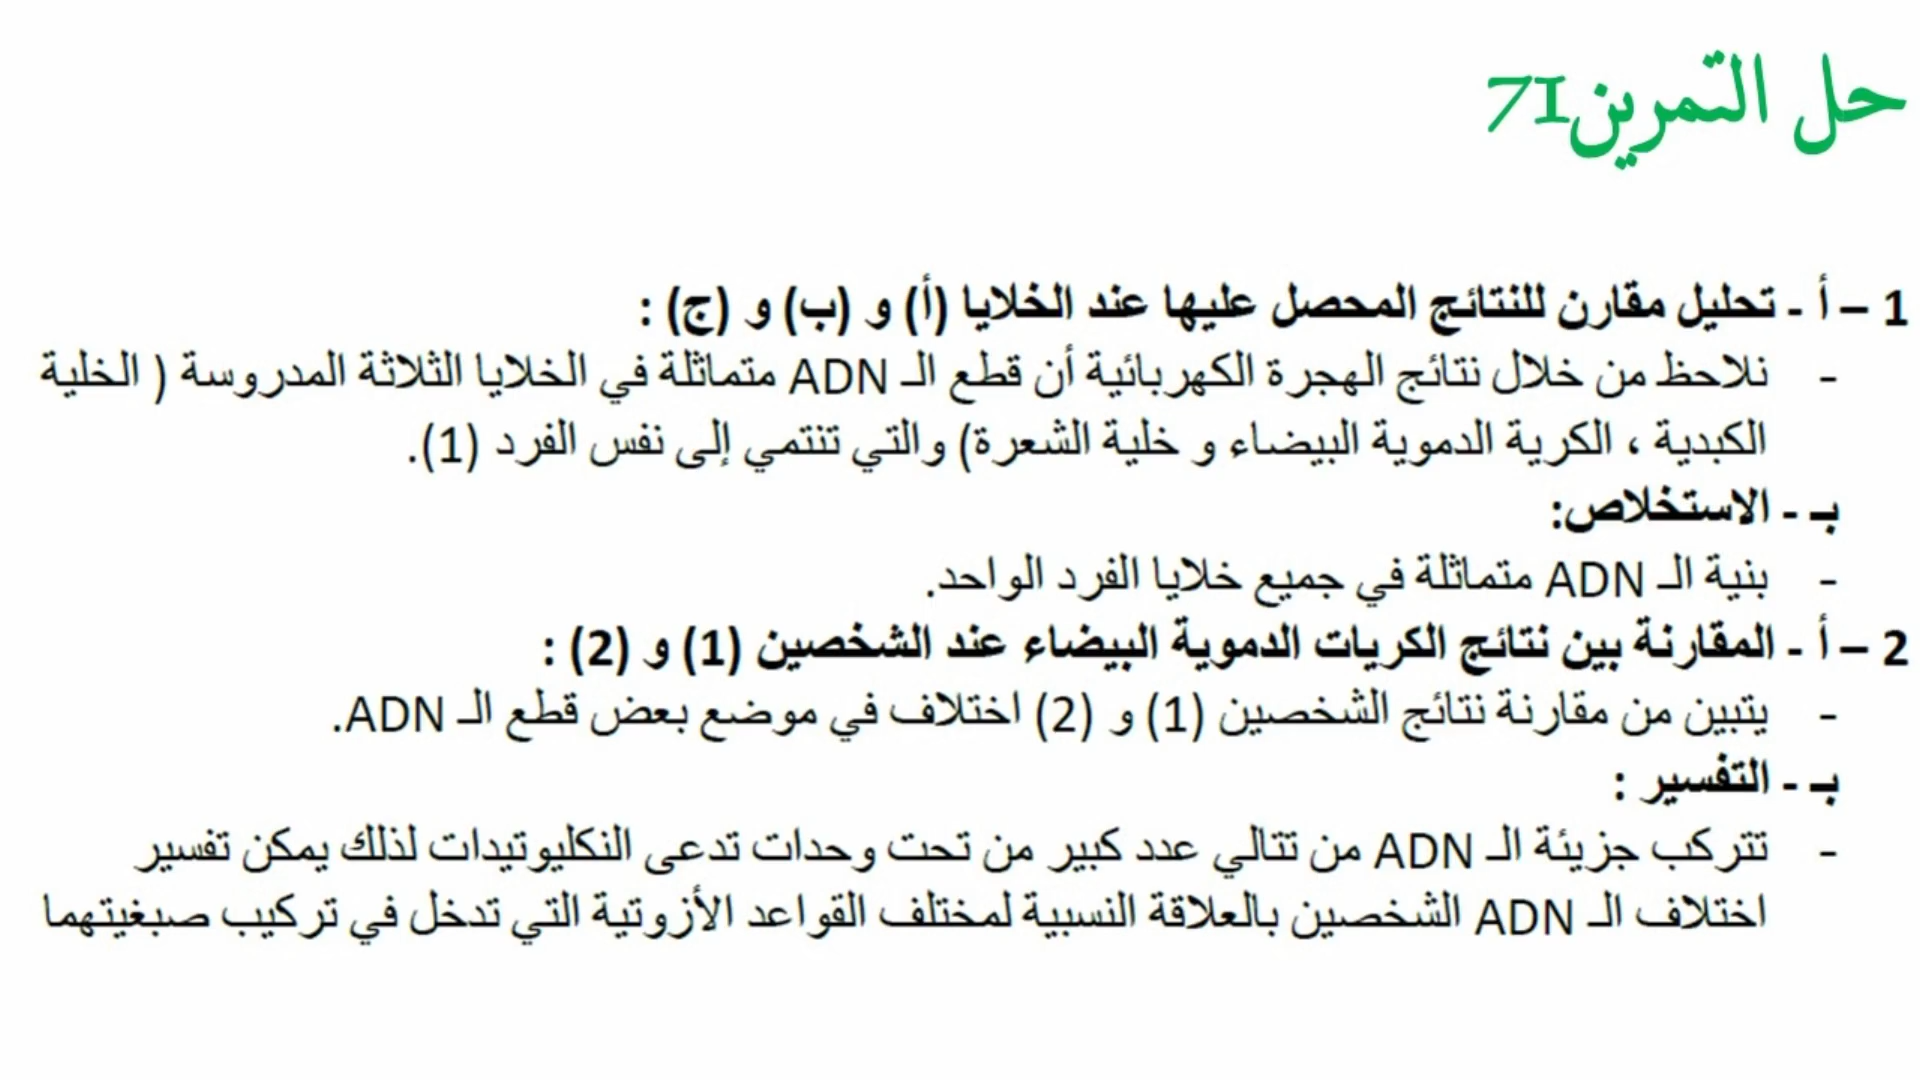 حل التمرين71
1 – أ - تحليل مقارن للنتائج المحصل عليها عند الخلايا (أ) و (ب) و (ج) :
- نلاحظ من خلال نتائج الهجرة الكهربائية أن قطع الـ ADN متماثلة في الخلايا الثلاثة المدروسة ( الخلية
الكبدية ، الكرية الدموية البيضاء و خلية الشعرة) والتي تنتمي إلى نفس الفرد (1).
بـ - الاستخلاص:
- بنية الـ ADN متماثلة في جميع خلايا الفرد الواحد.
2 – أ - المقارنة بين نتائج الكريات الدموية البيضاء عند الشخصين (1) و (2) :
- يتبين من مقارنة نتائج الشخصين (1) و (2) اختلاف في موضع بعض قطع الـ ADN.
بـ - التفسير :
- تتركب جزيئة الـ ADN من تتالي عدد كبير من تحت وحدات تدعى النكليوتيدات لذلك يمكن تفسير
اختلاف الـ ADN الشخصين بالعلاقة النسبية لمختلف القواعد الأزوتية التي تدخل في تركيب صبغيتهما